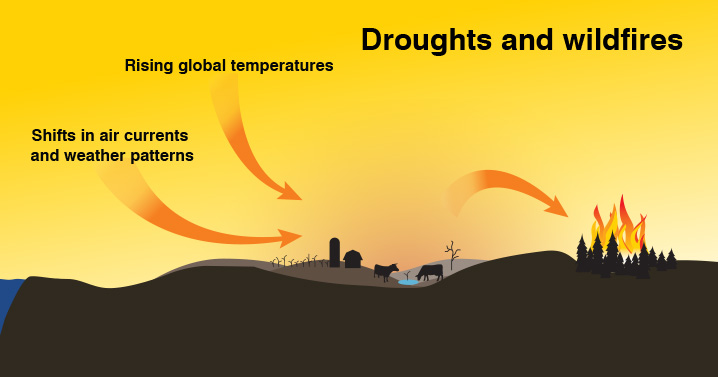 Droughts and wildfires
Rising global temperatures
Shifts in air currents
and weather patterns